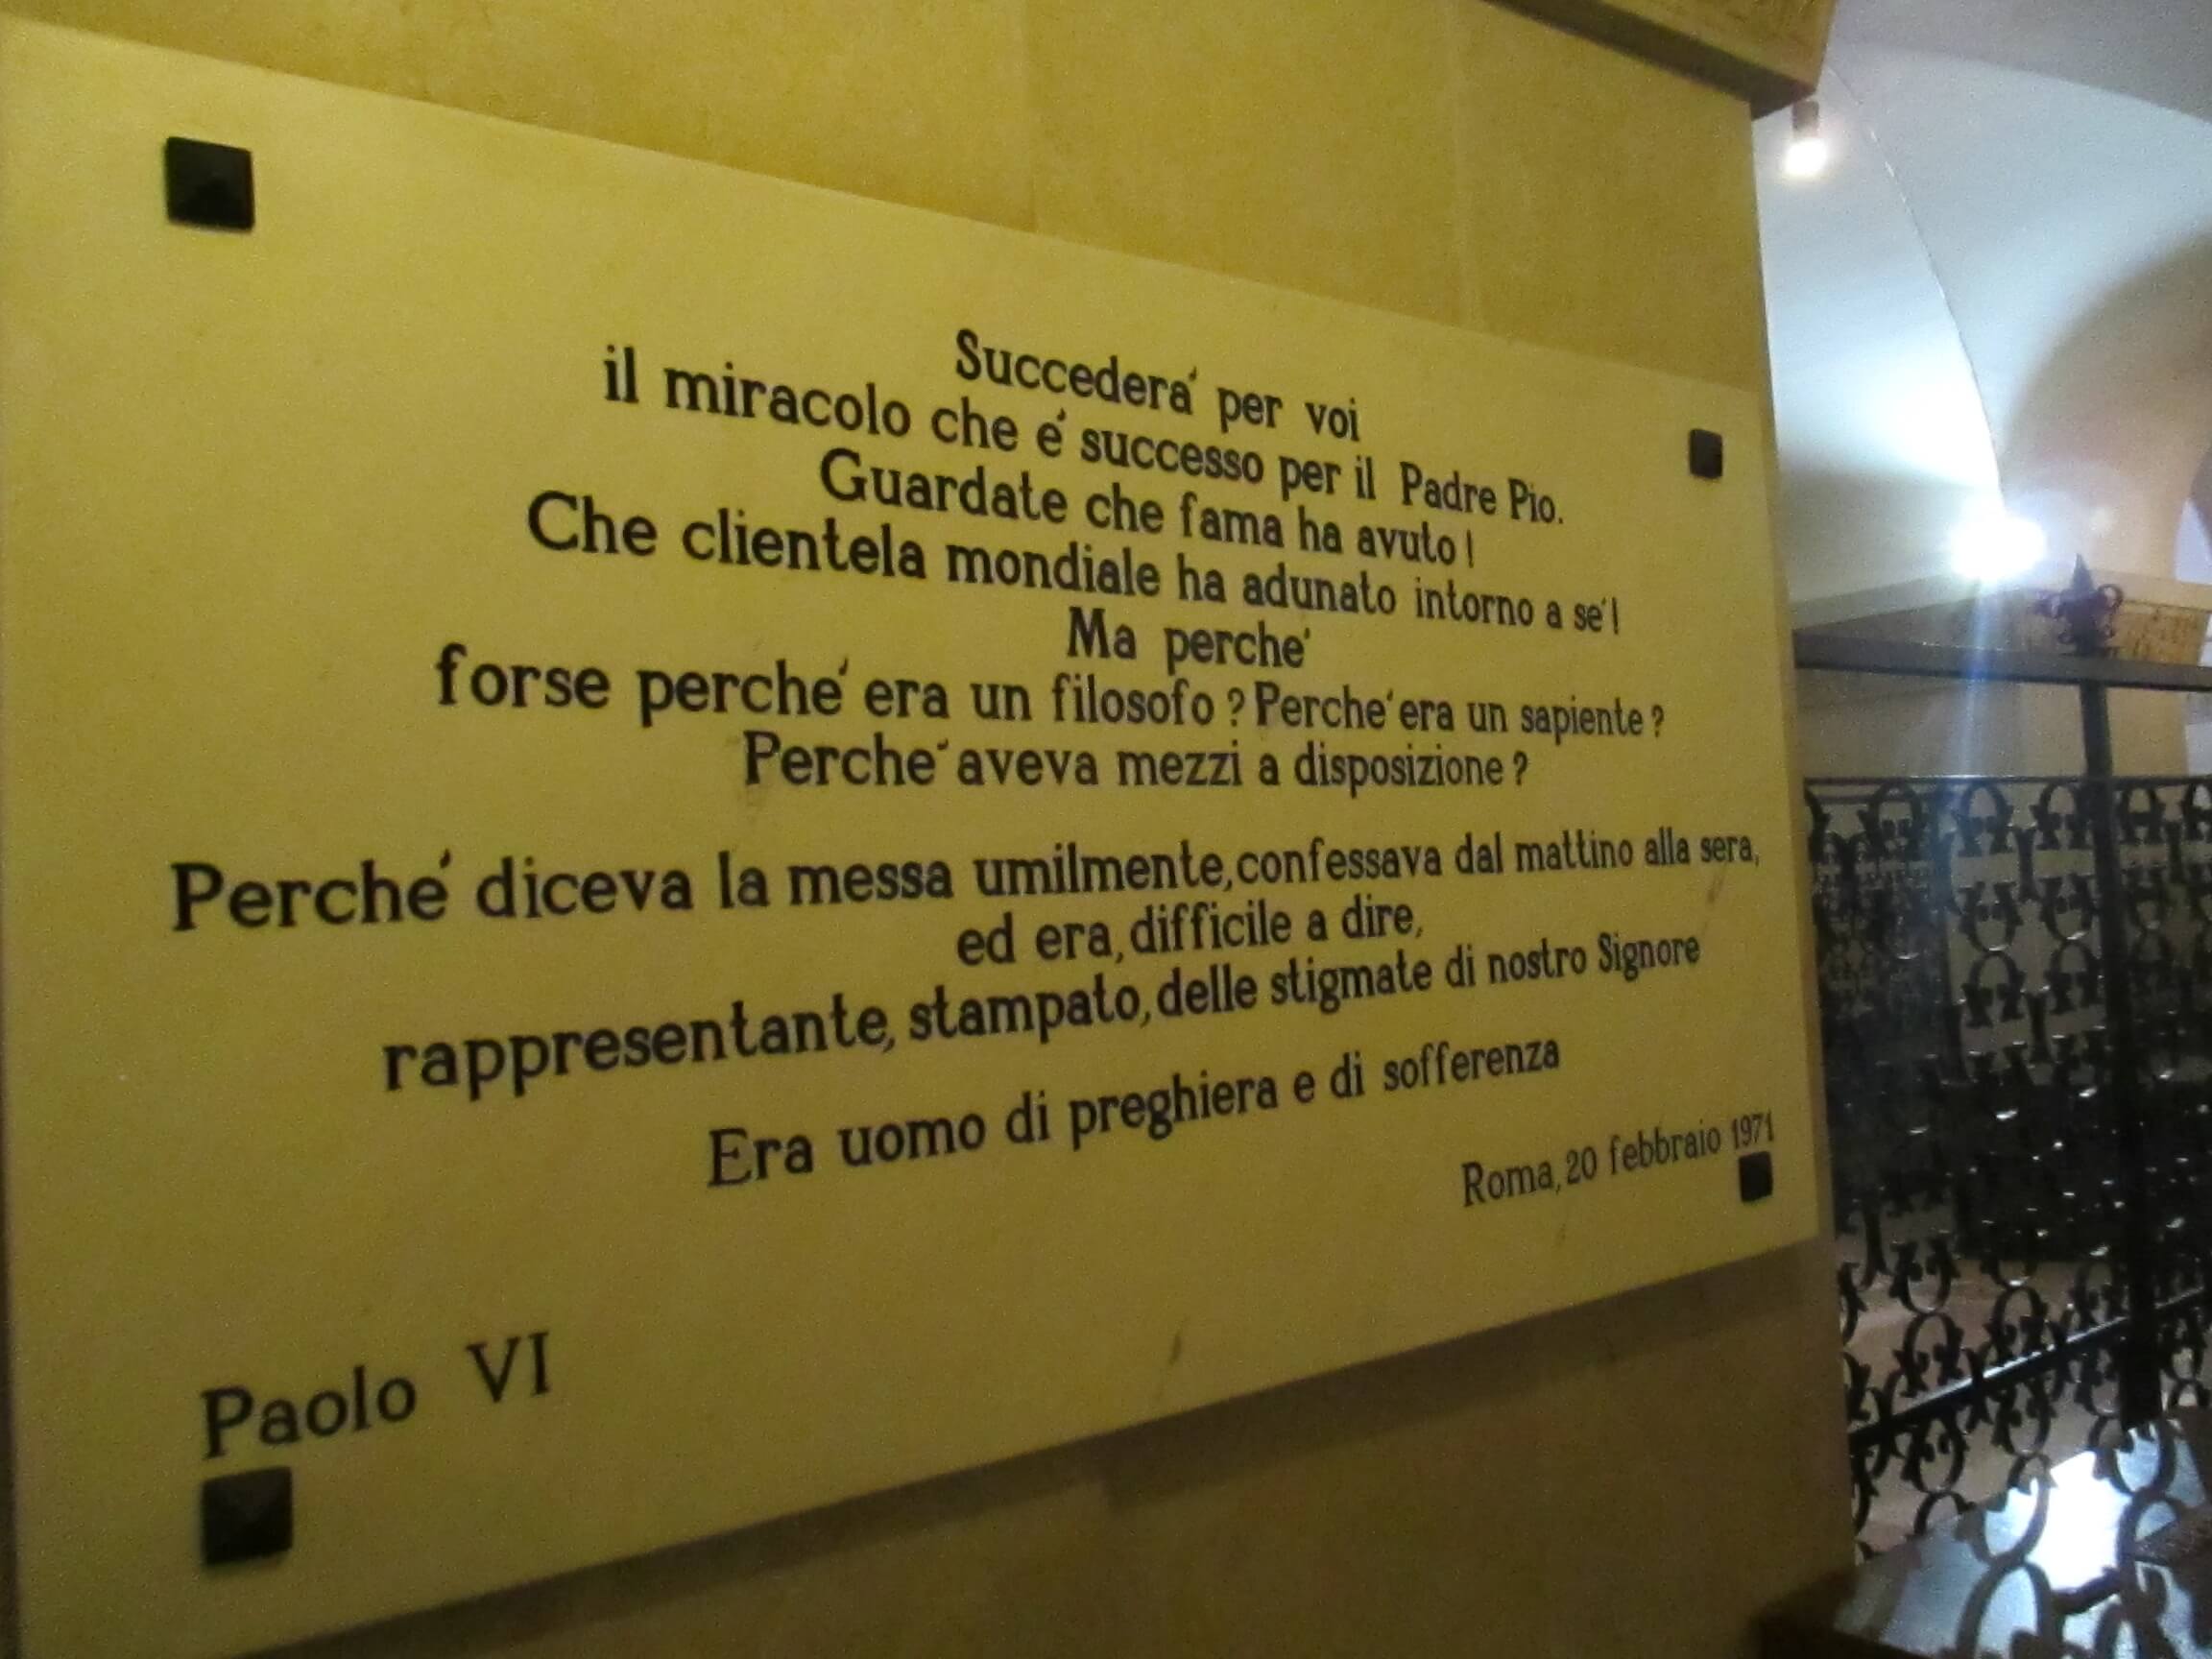 Succedera' per voi
il miracolo che e' successo per il Padre Pio.
Guardate che fama ha avuto!
Che clientela mondiale ha adunato intorno a se'!
Ma perche'
forse perche' era un filosofo? Perche' era un sapiente?
Perche' aveva mezzi a disposizione?
Perche' diceva la messa umilmente, confessava dal mattino alla sera,
ed era, difficile a dire,
rappresentante, stampato, delle stigmate di nostro Signore
Era uomo di preghiera e di sofferenza
Roma, 20 febbraio 1971
Paolo VI